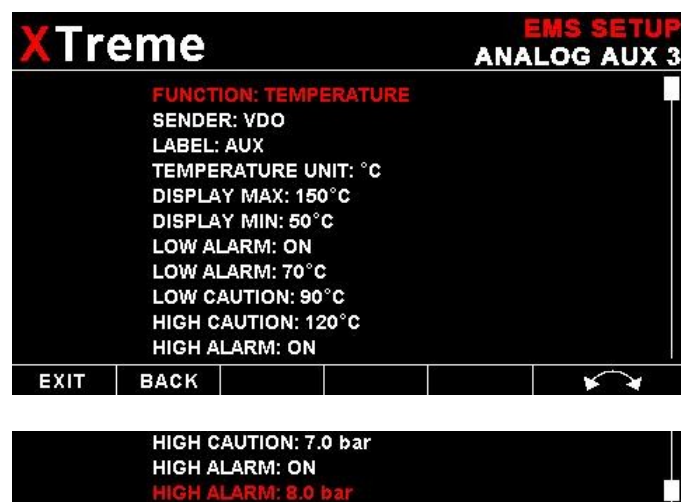 XTreme
EMS SETUP
ANALOG AUX 3
FUNCTION: TEMPERATURE
SENDER: VDO
LABEL: AUX
TEMPERATURE UNIT: °C
DISPLAY MAX: 150°C
DISPLAY MIN: 50°C
LOW ALARM: ON
LOW ALARM: 70°C
LOW CAUTION: 90°C
HIGH CAUTION: 120°C
HIGH ALARM: ON
EXIT BACK
HIGH CAUTION: 7.0 bar
HIGH ALARM: ON
HIGH ALARM: 8.0 bar